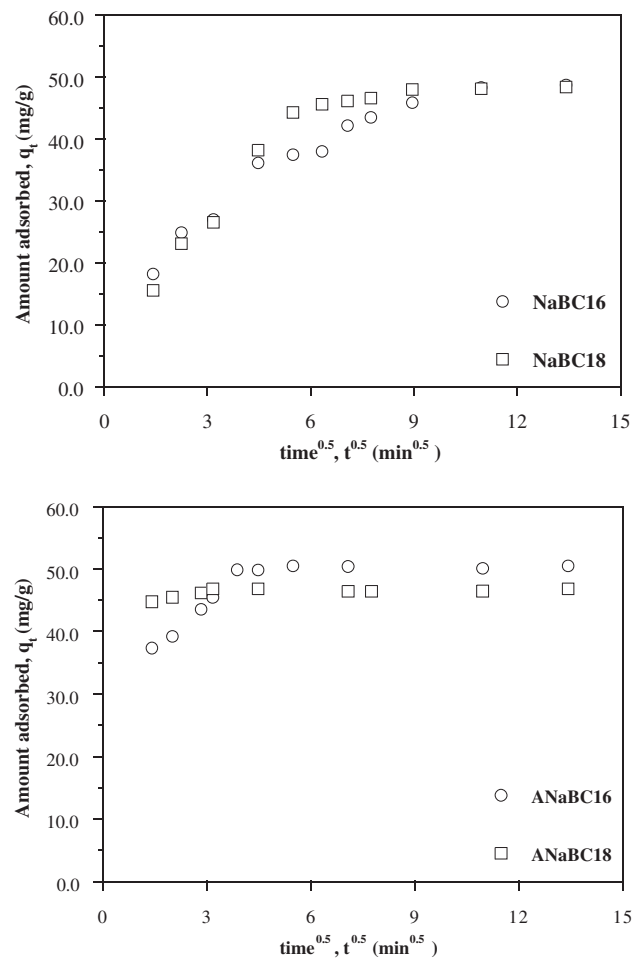 60.0
50.0
40.0
30.0
20.0
10.0
0.0
Amount adsorbed, qt (mg/g)
NaBC16
NaBC18
0 3 6 9 12 15
time0.5, t0.5 (min0.5 )
60.0
50.0
40.0
30.0
20.0
10.0
0.0
Amount adsorbed, qt (mg/g)
ANaBC16
ANaBC18
0 3 6 9 12 15
time0.5, t0.5 (min0.5 )